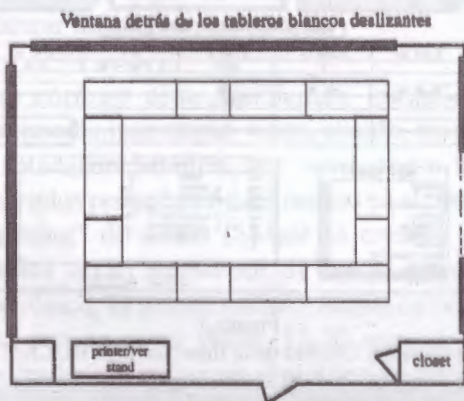 Ventana detrás de los tableros blancos deslizantes
printer/ver
stand
closet